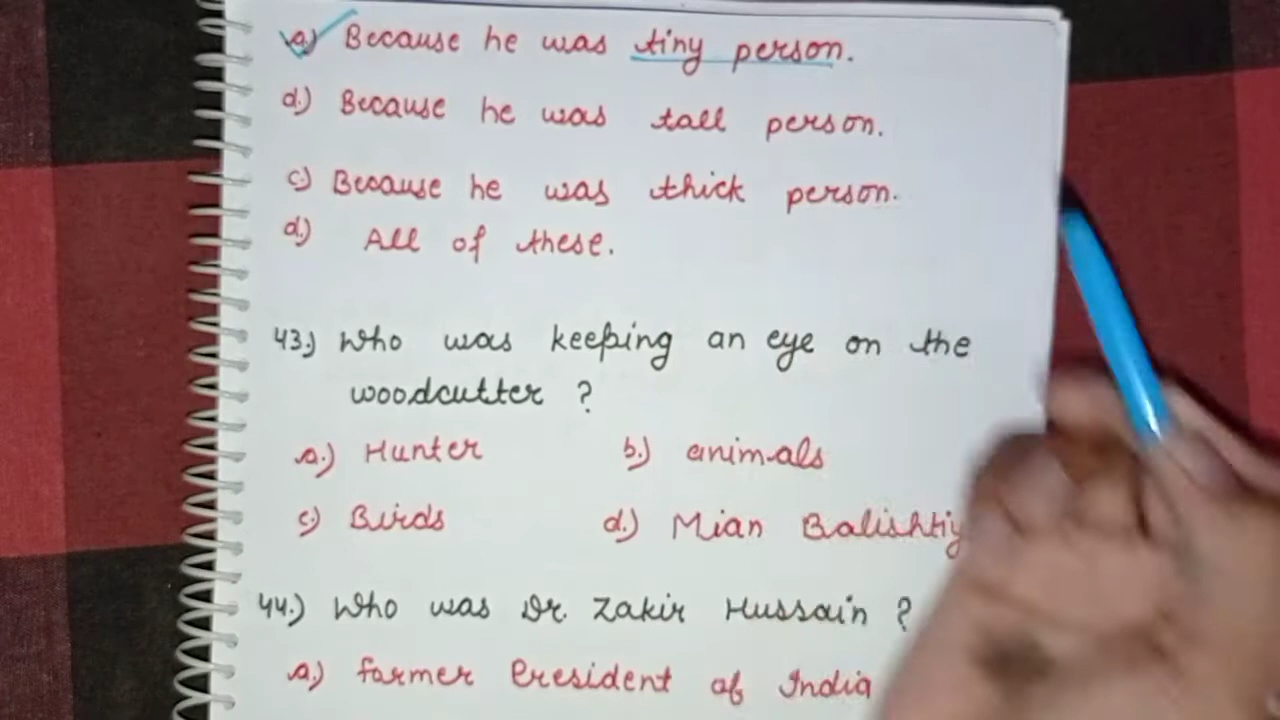 a) Because he was tiny person.
d.) Because he was tall person.
c) Because he was thick person.
d.) All of these.
43.) Who was keeping an eye on the
woodcutter ?
a.) Hunter b.) animals
c) Birds d.) Mian Balishtiy
44.) Who was Dr. Zakir Hussain ?
a.) former President of India